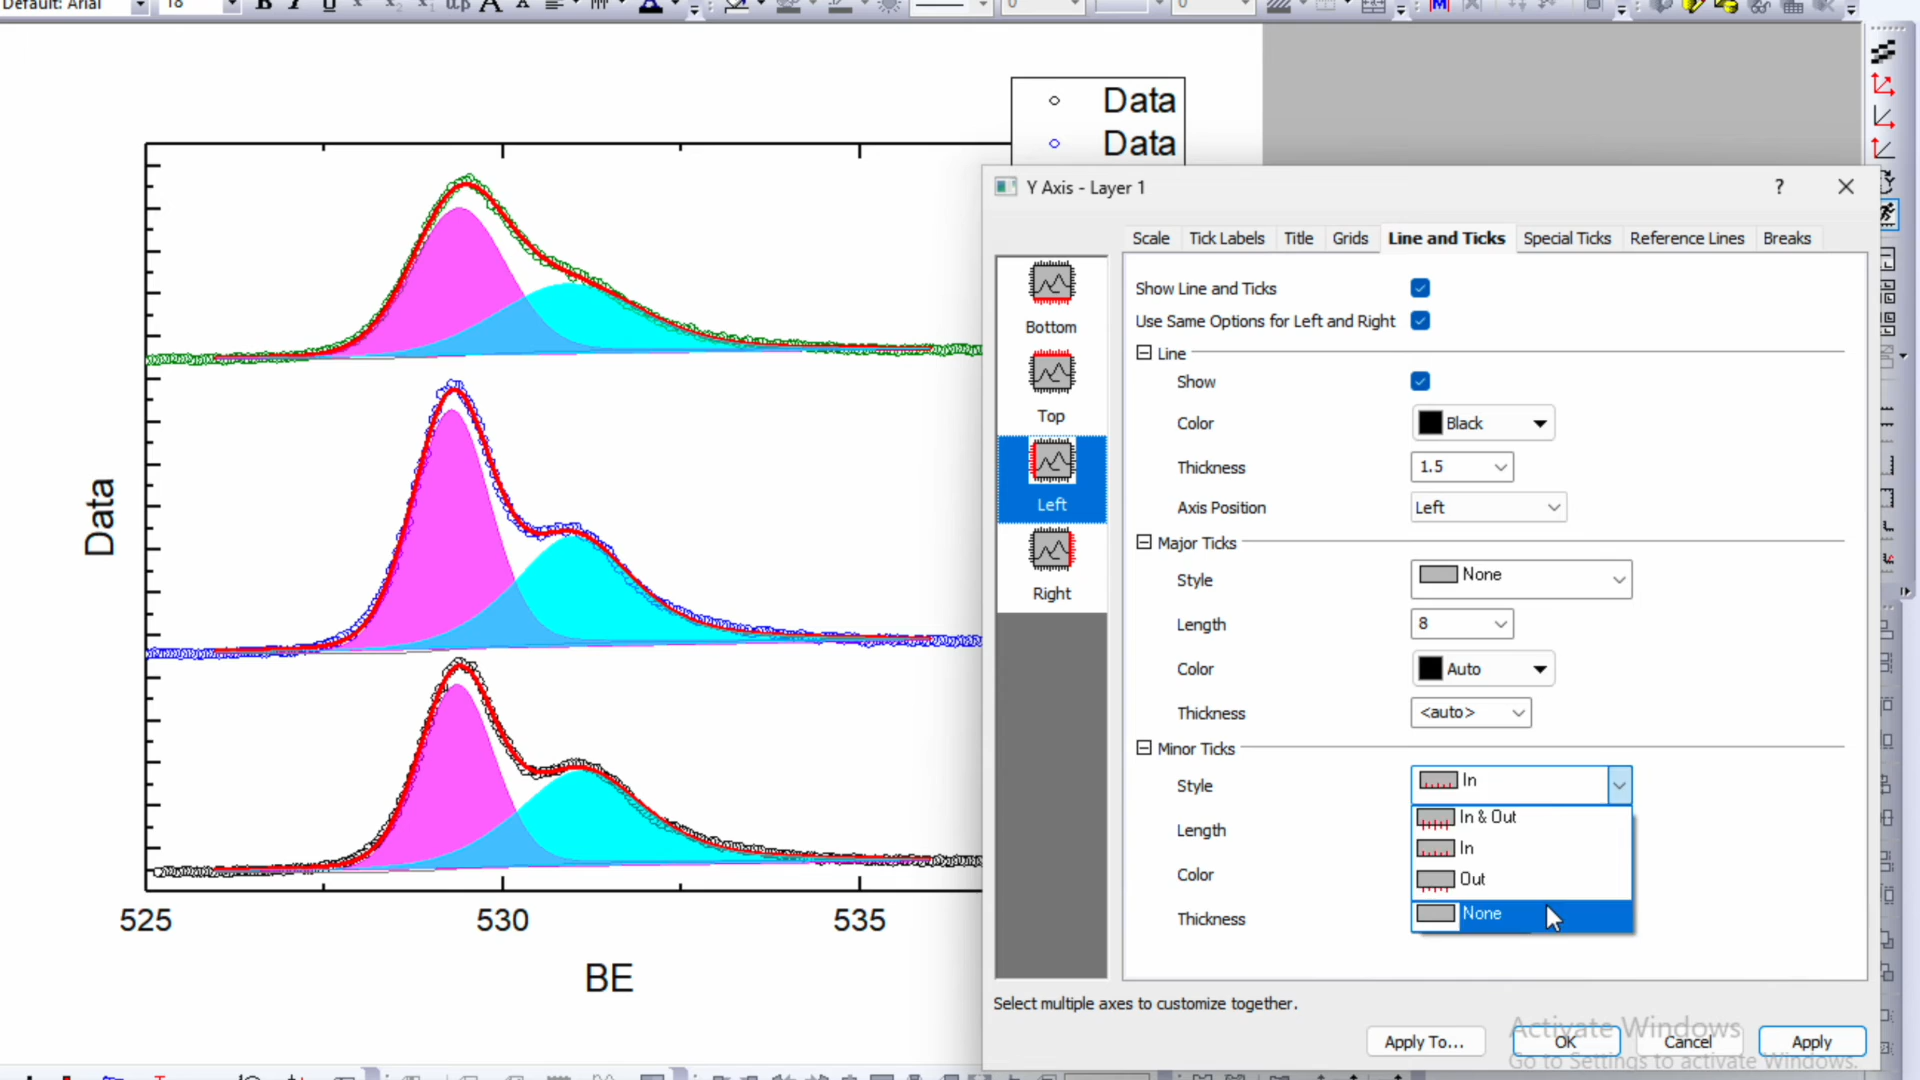 Default: Arial
18
0
0
Data
Data
Data
525
530
535
BE
Y Axis - Layer 1
?
Scale
Tick Labels
Title
Grids
Line and Ticks
Special Ticks
Reference Lines
Breaks
Bottom
Top
Left
Right
Show Line and Ticks
Use Same Options for Left and Right
Line
Show
Color
Black
Thickness
1.5
Axis Position
Left
Major Ticks
Style
None
Length
8
Color
Auto
Thickness
<auto>
Minor Ticks
Style
In
In & Out
In
Out
None
Length
Color
Thickness
Select multiple axes to customize together.
Apply To...
OK
Cancel
Apply
Activate Windows
Go to Settings to activate Windows.